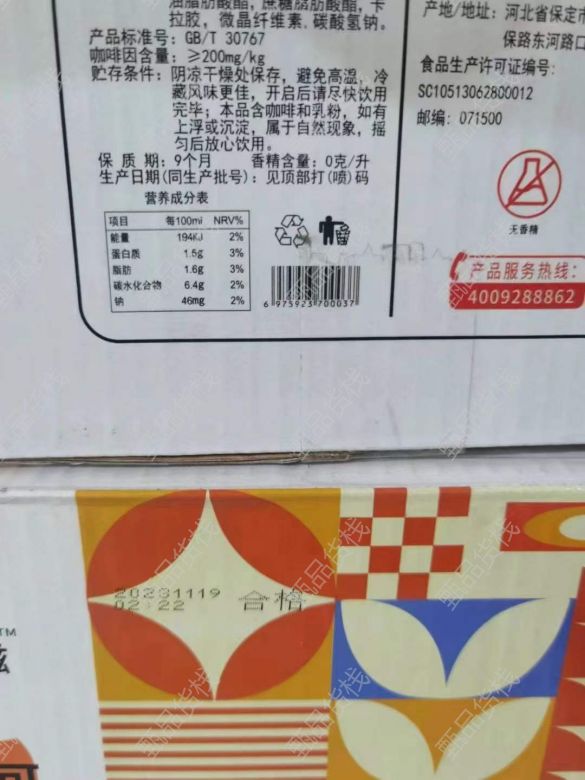 油脂肪酸酯、蔗糖脂肪酸酯,卡
拉胶,微晶纤维素、碳酸氢钠。
产品标准号：GB/T 30767
咖啡因含量：≥200mg/kg
贮存条件：阴凉干燥处保存，避免高温，冷
藏风味更佳，开启后请尽快饮用
完毕；本品含咖啡和乳粉，如有
上浮或沉淀，属于自然现象，摇
匀后放心饮用。
保质期：9个月 香精含量：0克/升
生产日期(同生产批号)：见顶部打(喷)码
营养成分表
项目 每100ml NRV%
能量 194KJ 2%
蛋白质 1.5g 3%
脂肪 1.6g 3%
碳水化合物 6.4g 2%
钠 46mg 2%
6 975923 700037
产地/地址：河北省保定市
保路东河路口
食品生产许可证编号：
SC10513062800012
邮编：071500
无香精
产品服务热线：
4009288862
20231119
02:22
合格
TM
甄品货栈